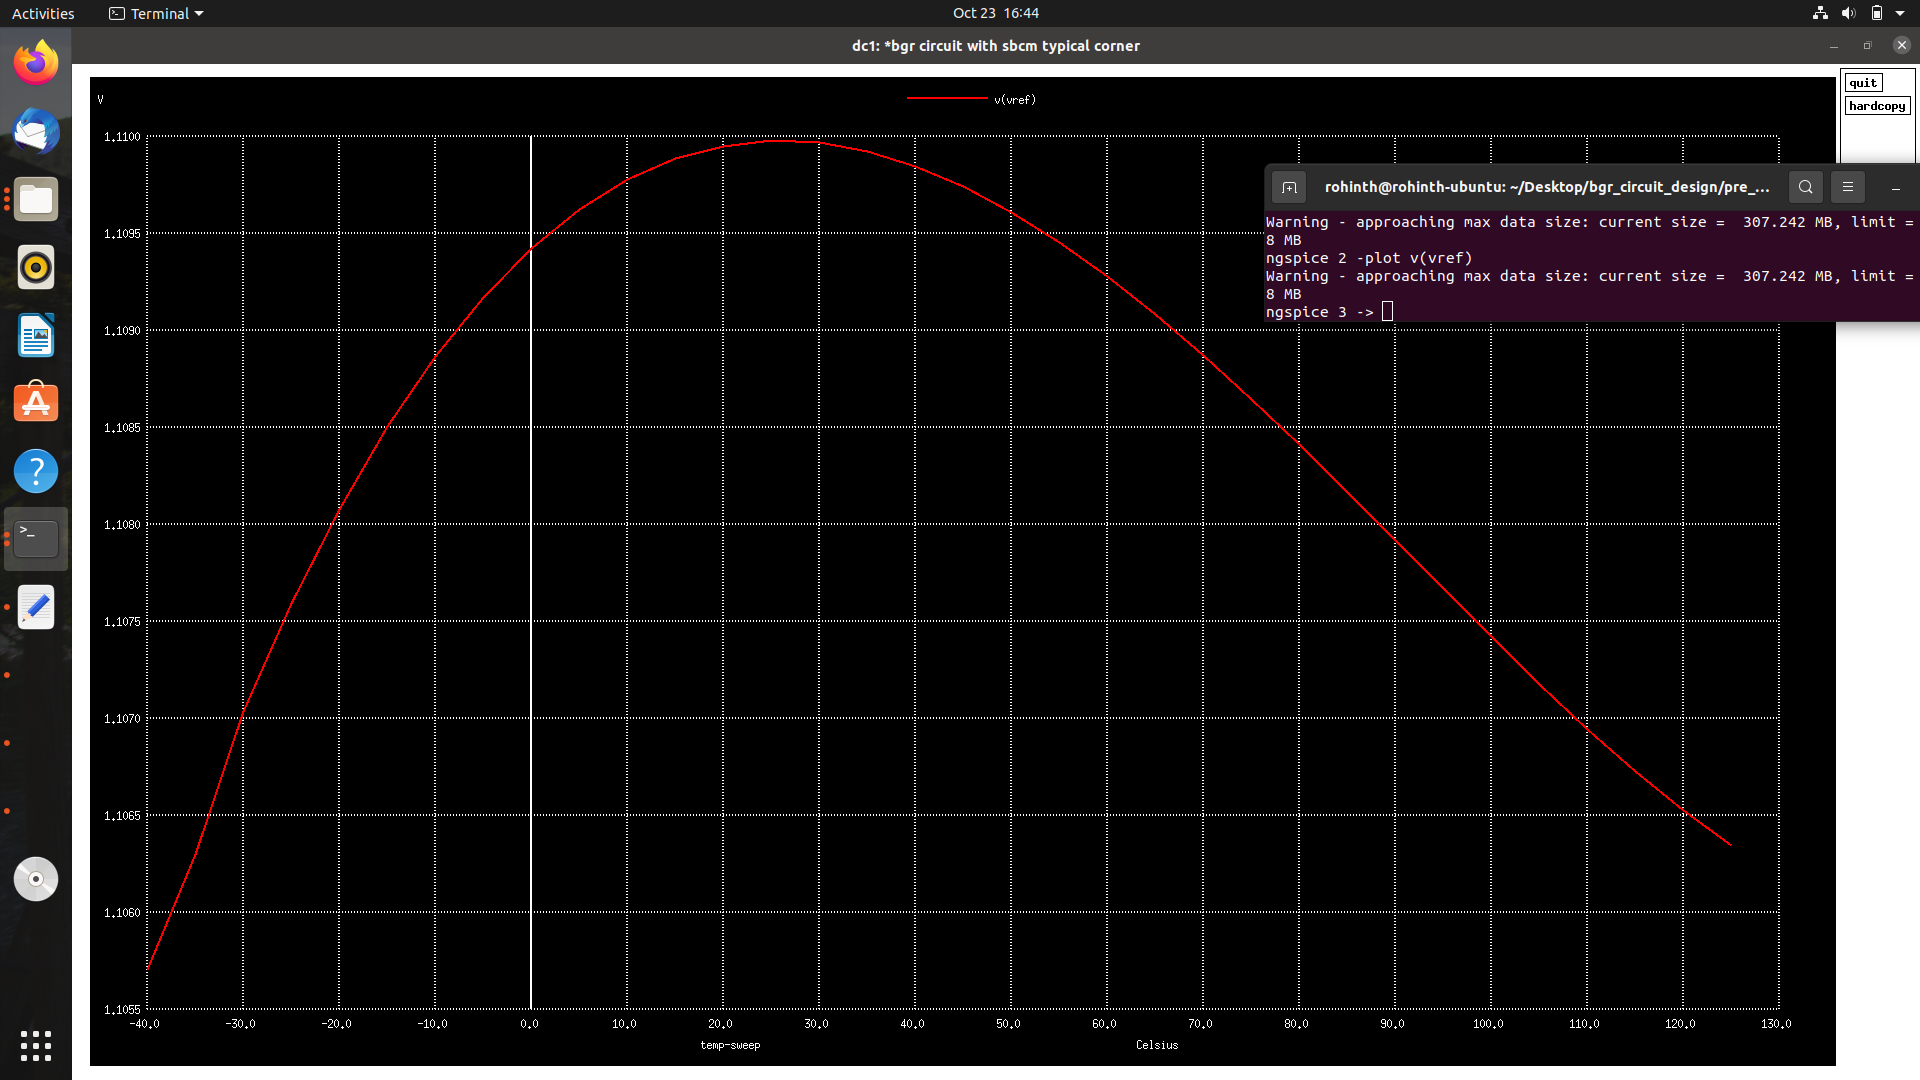 Activities
Terminal
Oct 23 16:44
dc1: *bgr circuit with sbcm typical corner
quit
hardcopy
V
v(vref)
1.1100
1.1095
1.1090
1.1085
1.1080
1.1075
1.1070
1.1065
1.1060
1.1055
-40.0
-30.0
-20.0
-10.0
0.0
10.0
20.0
30.0
40.0
50.0
60.0
70.0
80.0
90.0
100.0
110.0
120.0
130.0
temp-sweep
Celsius
rohinth@rohinth-ubuntu: ~/Desktop/bgr_circuit_design/pre_...
Warning - approaching max data size: current size =  307.242 MB, limit =
8 MB
ngspice 2 -plot v(vref)
Warning - approaching max data size: current size =  307.242 MB, limit =
8 MB
ngspice 3 ->